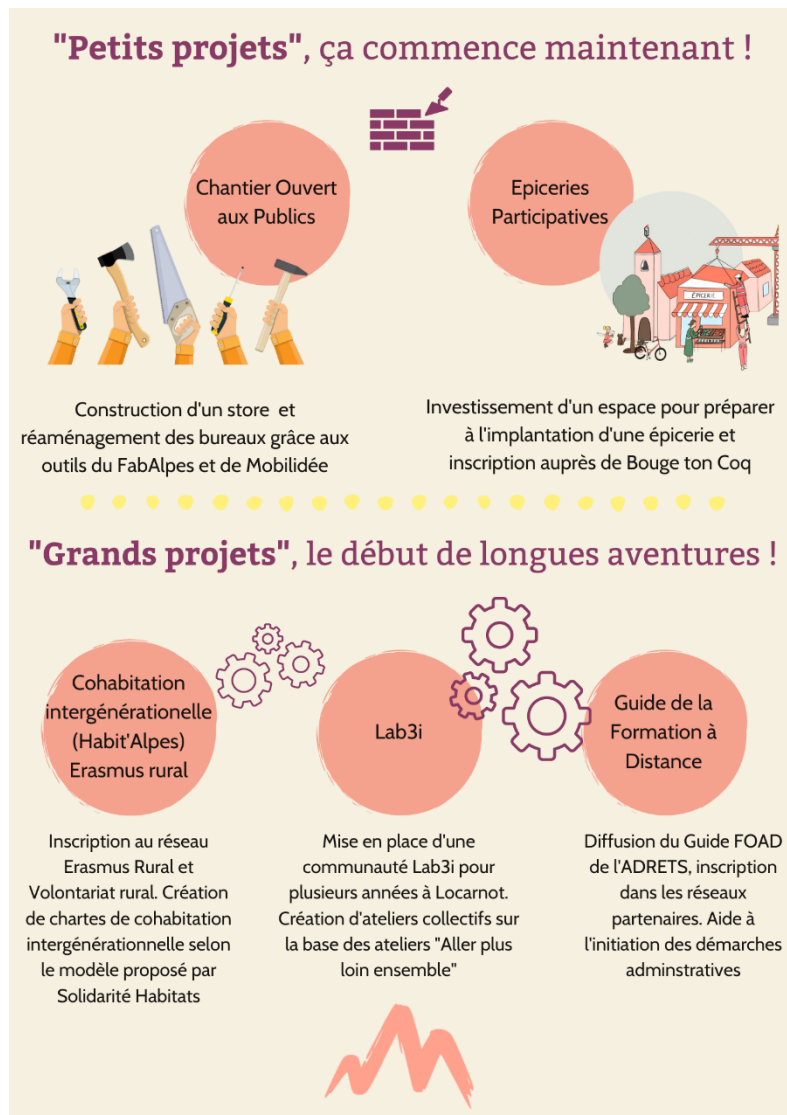 "Petits projets", ça commence maintenant !
Chantier Ouvert
aux Publics
Epiceries
Participatives
ÉPICERIE
Construction d'un store et
réaménagement des bureaux grâce aux
outils du FabAlpes et de Mobilidée
Investissement d'un espace pour préparer
à l'implantation d'une épicerie et
inscription auprès de Bouge ton Coq
"Grands projets", le début de longues aventures !
Cohabitation
intergénérationelle
(Habit'Alpes)
Erasmus rural
Lab3i
Guide de la
Formation à
Distance
Inscription au réseau
Erasmus Rural et
Volontariat rural. Création
de chartes de cohabitation
intergénérationnelle selon
le modèle proposé par
Solidarité Habitats
Mise en place d'une
communauté Lab3i pour
plusieurs années à Locarnot.
Création d'ateliers collectifs sur
la base des ateliers "Aller plus
loin ensemble"
Diffusion du Guide FOAD
de l'ADRETS, inscription
dans les réseaux
partenaires. Aide à
l'initiation des démarches
adminstratives